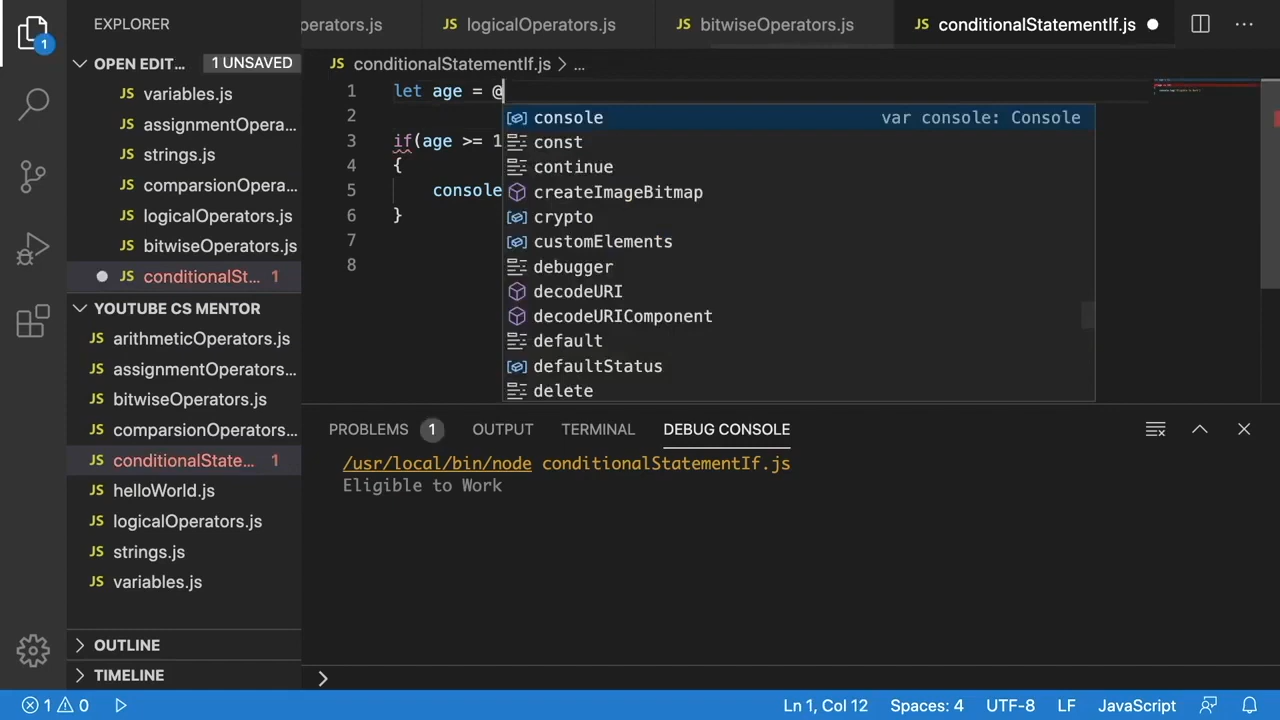 EXPLORER
perators.js
JS logicalOperators.js
JS bitwiseOperators.js
JS conditionalStatementIf.js
1
OPEN EDIT... 1 UNSAVED
JS variables.js
JS assignmentOpera...
JS strings.js
JS comparsionOpera...
JS logicalOperators.js
JS bitwiseOperators.js
JS conditionalSt... 1
YOUTUBE CS MENTOR
JS arithmeticOperators.js
JS assignmentOperators...
JS bitwiseOperators.js
JS comparsionOperators...
JS conditionalState... 1
JS helloWorld.js
JS logicalOperators.js
JS strings.js
JS variables.js
OUTLINE
TIMELINE
JS conditionalStatementIf.js > ...
1 let age = @
2
3 if(age >= 1
4 {
5 console
6 }
7
8
console var console: Console
const
continue
createImageBitmap
crypto
customElements
debugger
decodeURI
decodeURIComponent
default
defaultStatus
delete
PROBLEMS 1 OUTPUT TERMINAL DEBUG CONSOLE
/usr/local/bin/node conditionalStatementIf.js
Eligible to Work
>
1 0 Ln 1, Col 12 Spaces: 4 UTF-8 LF JavaScript